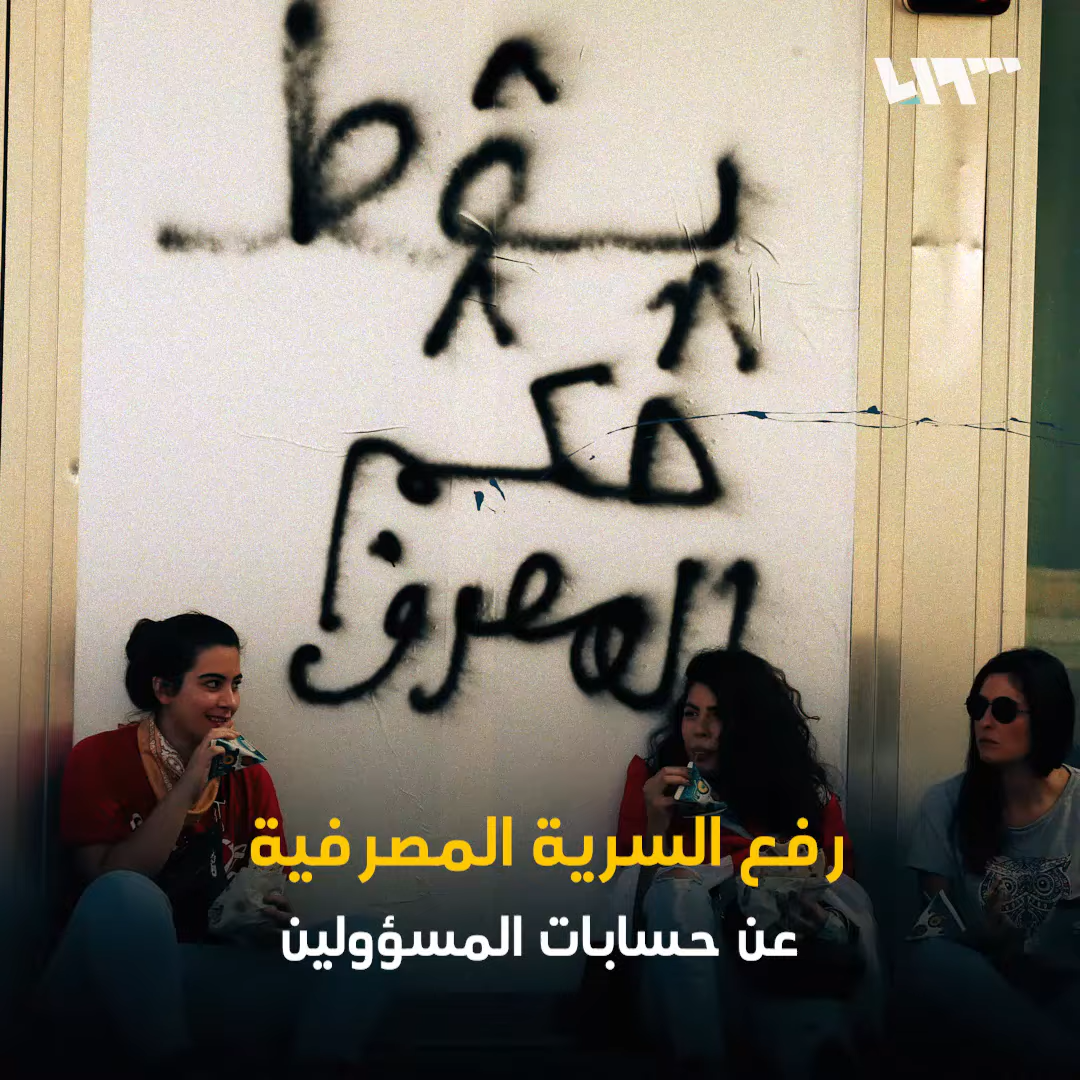 يسقط
حكم
المصرف
رفع السرية المصرفية
عن حسابات المسؤولين